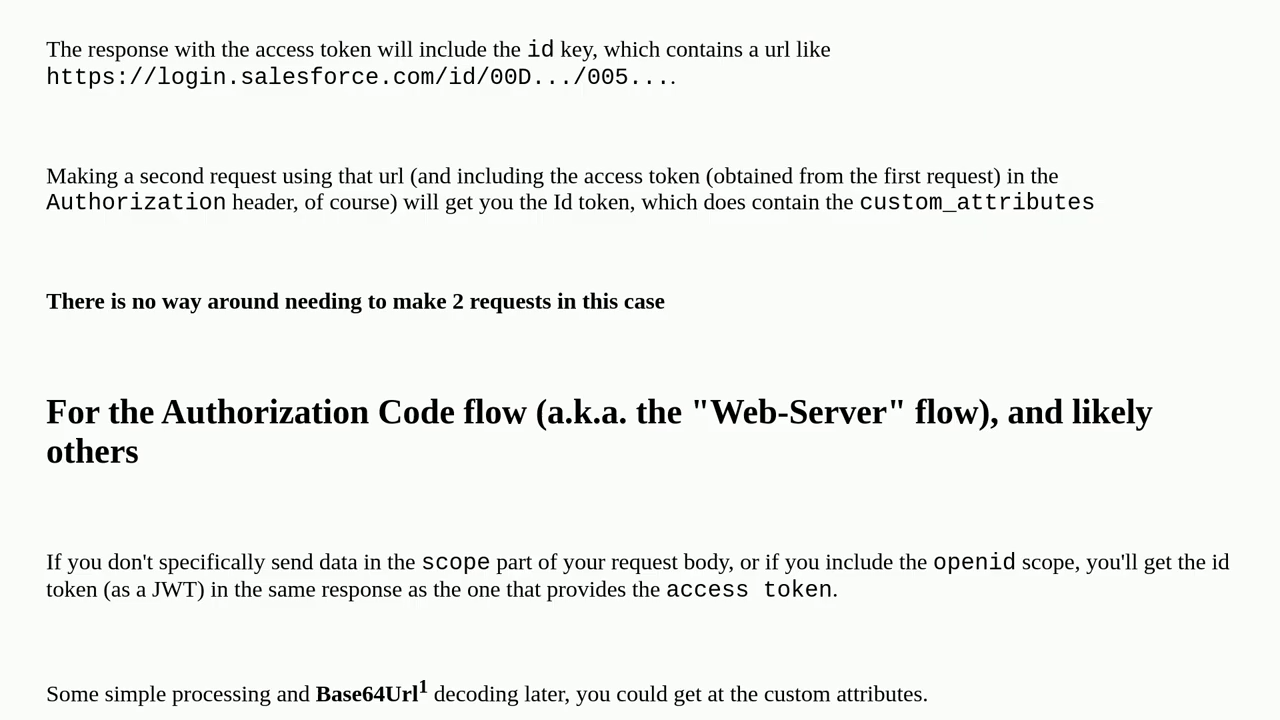 The response with the access token will include the id key, which contains a url like
https://login.salesforce.com/id/00D.../005....
Making a second request using that url (and including the access token (obtained from the first request) in the
Authorization header, of course) will get you the Id token, which does contain the custom_attributes
There is no way around needing to make 2 requests in this case
For the Authorization Code flow (a.k.a. the "Web-Server" flow), and likely
others
If you don't specifically send data in the scope part of your request body, or if you include the openid scope, you'll get the id
token (as a JWT) in the same response as the one that provides the access token.
Some simple processing and Base64Url1 decoding later, you could get at the custom attributes.